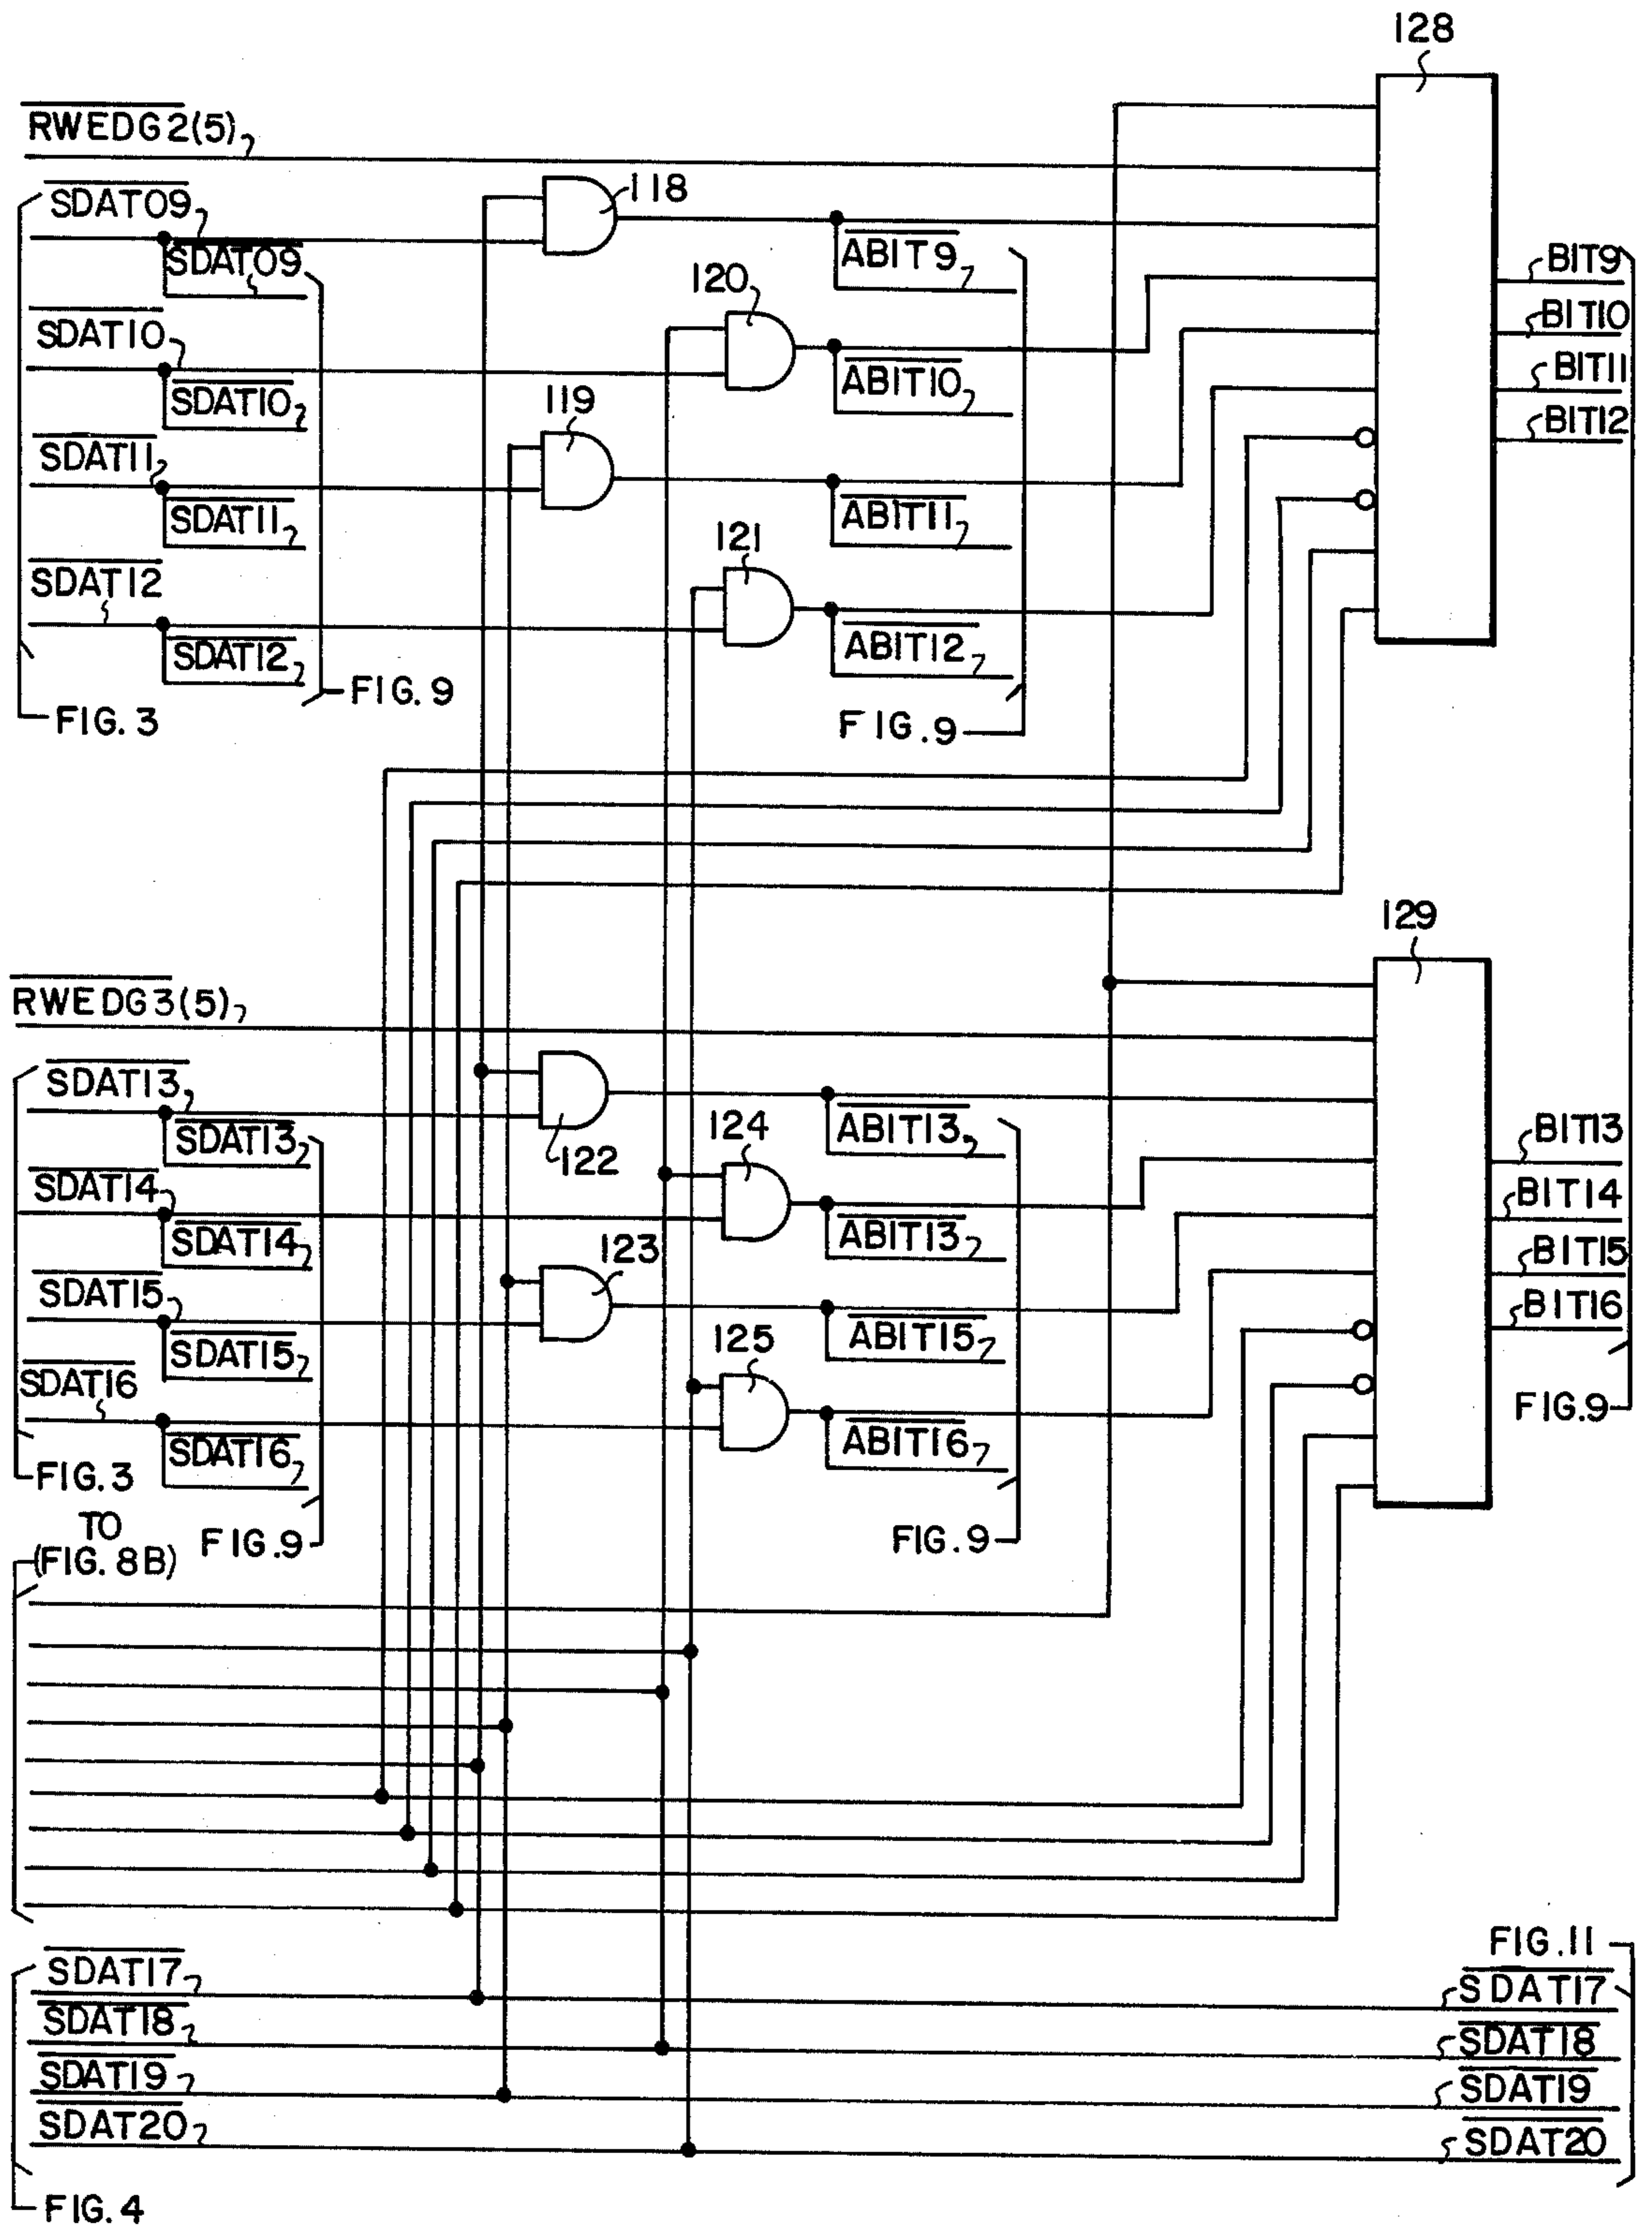 128
RWEDG2(5)
SDAT09
118
SDAT09
ABIT9
BIT9
120
SDAT10
BIT10
SDAT10
ABIT10
BIT11
119
BIT12
SDAT11
SDAT11
ABIT11
121
SDAT12
SDAT12
ABIT12
FIG. 9
FIG. 3
FIG. 9
129
RWEDG3(5)
SDAT13
SDAT13
122
ABIT13
124
BIT13
SDAT14
SDAT14
ABIT13
BIT14
123
SDAT15
BIT15
SDAT15
ABIT15
BIT16
125
SDAT16
SDAT16
ABIT16
FIG. 9
FIG. 3
TO
(FIG. 8B)
FIG. 9
FIG. 9
FIG. 11
SDAT17
SDAT17
SDAT18
SDAT18
SDAT19
SDAT19
SDAT20
SDAT20
FIG. 4